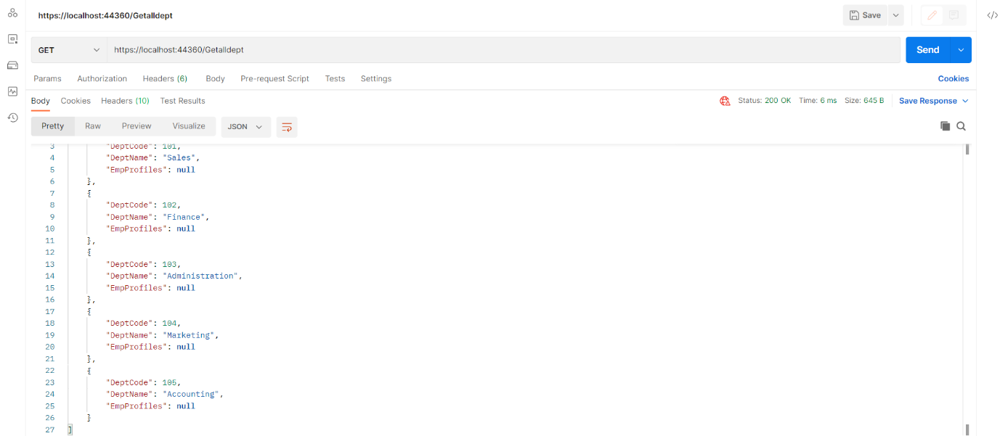 https://localhost:44360/Getalldept
Save
GET
https://localhost:44360/Getalldept
Send
Params Authorization Headers (6) Body Pre-request Script Tests Settings Cookies
Body Cookies Headers (10) Test Results Status: 200 OK Time: 6 ms Size: 645 B Save Response
Pretty Raw Preview Visualize JSON
3 "DeptCode": 101,
4 "DeptName": "Sales",
5 "EmpProfiles": null
6 },
7 {
8 "DeptCode": 102,
9 "DeptName": "Finance",
10 "EmpProfiles": null
11 },
12 {
13 "DeptCode": 103,
14 "DeptName": "Administration",
15 "EmpProfiles": null
16 },
17 {
18 "DeptCode": 104,
19 "DeptName": "Marketing",
20 "EmpProfiles": null
21 },
22 {
23 "DeptCode": 105,
24 "DeptName": "Accounting",
25 "EmpProfiles": null
26 }
27 ]